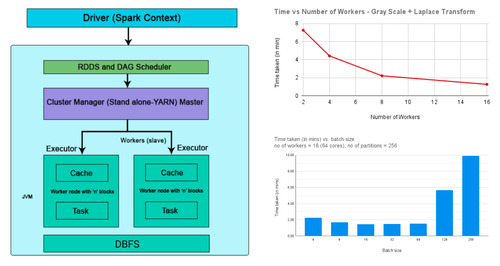 Driver (Spark Context)
RDDS and DAG Scheduler
Cluster Manager (Stand alone-YARN) Master
Workers (slave)
Executor
Executor
Cache
Cache
Worker node with 'n' blocks
Worker node with 'n' blocks
Task
Task
JVM
DBFS
Time vs Number of Workers - Gray Scale + Laplace Transform
Time taken (in min)
8
6
4
2
0
2
4
6
8
10
12
14
16
Number of Workers
Time taken (in mins) vs. batch size
no of workers = 16 (64 cores), no of partitions = 256
Time taken (in mins)
10.00
8.00
6.00
4.00
2.00
0.00
4
8
16
32
64
128
256
Batch size